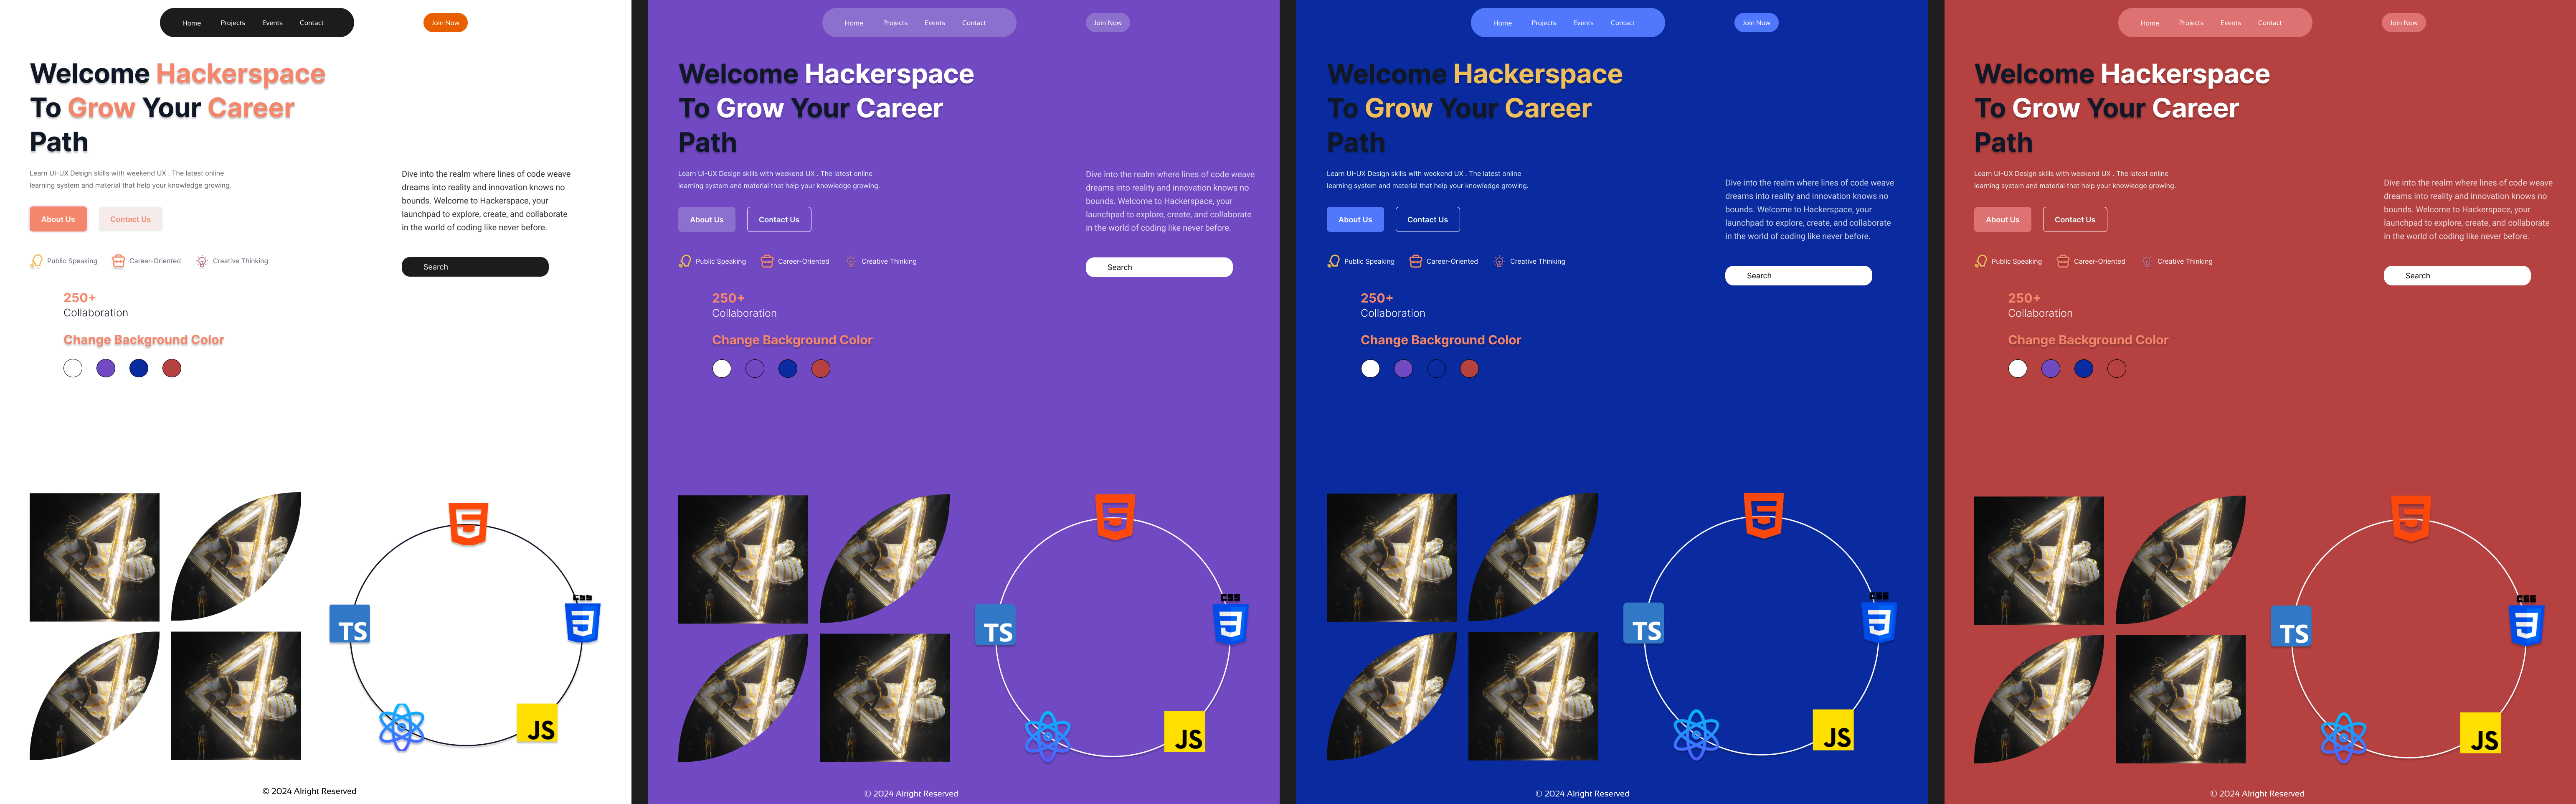 Home Projects Events Contact
Join Now
Welcome Hackerspace
To Grow Your Career
Path
Learn UI-UX Design skills with weekend UX . The latest online
learning system and material that help your knowledge growing.
About Us
Contact Us
Public Speaking
Career-Oriented
Creative Thinking
250+
Collaboration
Change Background Color
Dive into the realm where lines of code weave
dreams into reality and innovation knows no
bounds. Welcome to Hackerspace, your
launchpad to explore, create, and collaborate
in the world of coding like never before.
Search
TS
CSS
JS
© 2024 Alright Reserved
Home Projects Events Contact
Join Now
Welcome Hackerspace
To Grow Your Career
Path
Learn UI-UX Design skills with weekend UX . The latest online
learning system and material that help your knowledge growing.
About Us
Contact Us
Public Speaking
Career-Oriented
Creative Thinking
250+
Collaboration
Change Background Color
Dive into the realm where lines of code weave
dreams into reality and innovation knows no
bounds. Welcome to Hackerspace, your
launchpad to explore, create, and collaborate
in the world of coding like never before.
Search
TS
CSS
JS
© 2024 Alright Reserved
Home Projects Events Contact
Join Now
Welcome Hackerspace
To Grow Your Career
Path
Learn UI-UX Design skills with weekend UX . The latest online
learning system and material that help your knowledge growing.
About Us
Contact Us
Public Speaking
Career-Oriented
Creative Thinking
250+
Collaboration
Change Background Color
Dive into the realm where lines of code weave
dreams into reality and innovation knows no
bounds. Welcome to Hackerspace, your
launchpad to explore, create, and collaborate
in the world of coding like never before.
Search
TS
CSS
JS
© 2024 Alright Reserved
Home Projects Events Contact
Join Now
Welcome Hackerspace
To Grow Your Career
Path
Learn UI-UX Design skills with weekend UX . The latest online
learning system and material that help your knowledge growing.
About Us
Contact Us
Public Speaking
Career-Oriented
Creative Thinking
250+
Collaboration
Change Background Color
Dive into the realm where lines of code weave
dreams into reality and innovation knows no
bounds. Welcome to Hackerspace, your
launchpad to explore, create, and collaborate
in the world of coding like never before.
Search
TS
CSS
JS
© 2024 Alright Reserved